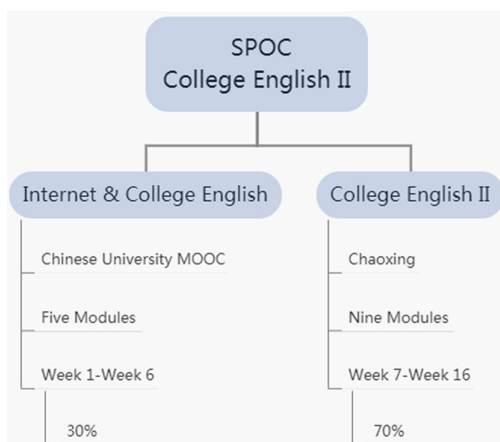 SPOC
College English II
Internet & College English
Chinese University MOOC
Five Modules
Week 1-Week 6
30%
College English II
Chaoxing
Nine Modules
Week 7-Week 16
70%